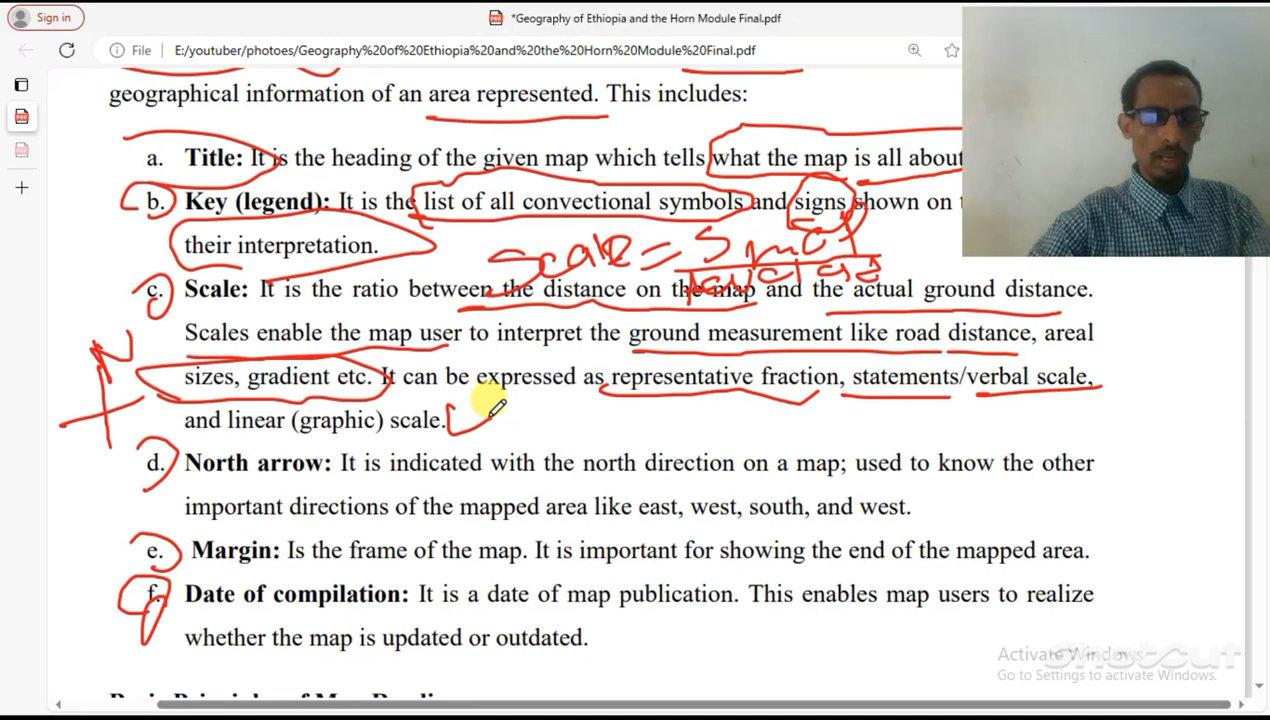 Sign in
*Geography of Ethiopia and the Horn Module Final.pdf
File E:/youtuber/photoes/Geography%20of%20Ethiopia%20and%20the%20Horn%20Module%20Final.pdf
geographical information of an area represented. This includes:
a. Title: It is the heading of the given map which tells what the map is all about
b. Key (legend): It is the list of all convectional symbols and signs shown on
their interpretation.
Scale =
c. Scale: It is the ratio between the distance on the map and the actual ground distance.
Scales enable the map user to interpret the ground measurement like road distance, areal
N
sizes, gradient etc. It can be expressed as representative fraction, statements/verbal scale,
and linear (graphic) scale.
d. North arrow: It is indicated with the north direction on a map; used to know the other
important directions of the mapped area like east, west, south, and west.
e. Margin: Is the frame of the map. It is important for showing the end of the mapped area.
f. Date of compilation: It is a date of map publication. This enables map users to realize
whether the map is updated or outdated.
Activate Windows
Go to Settings to activate Windows.
shotcut